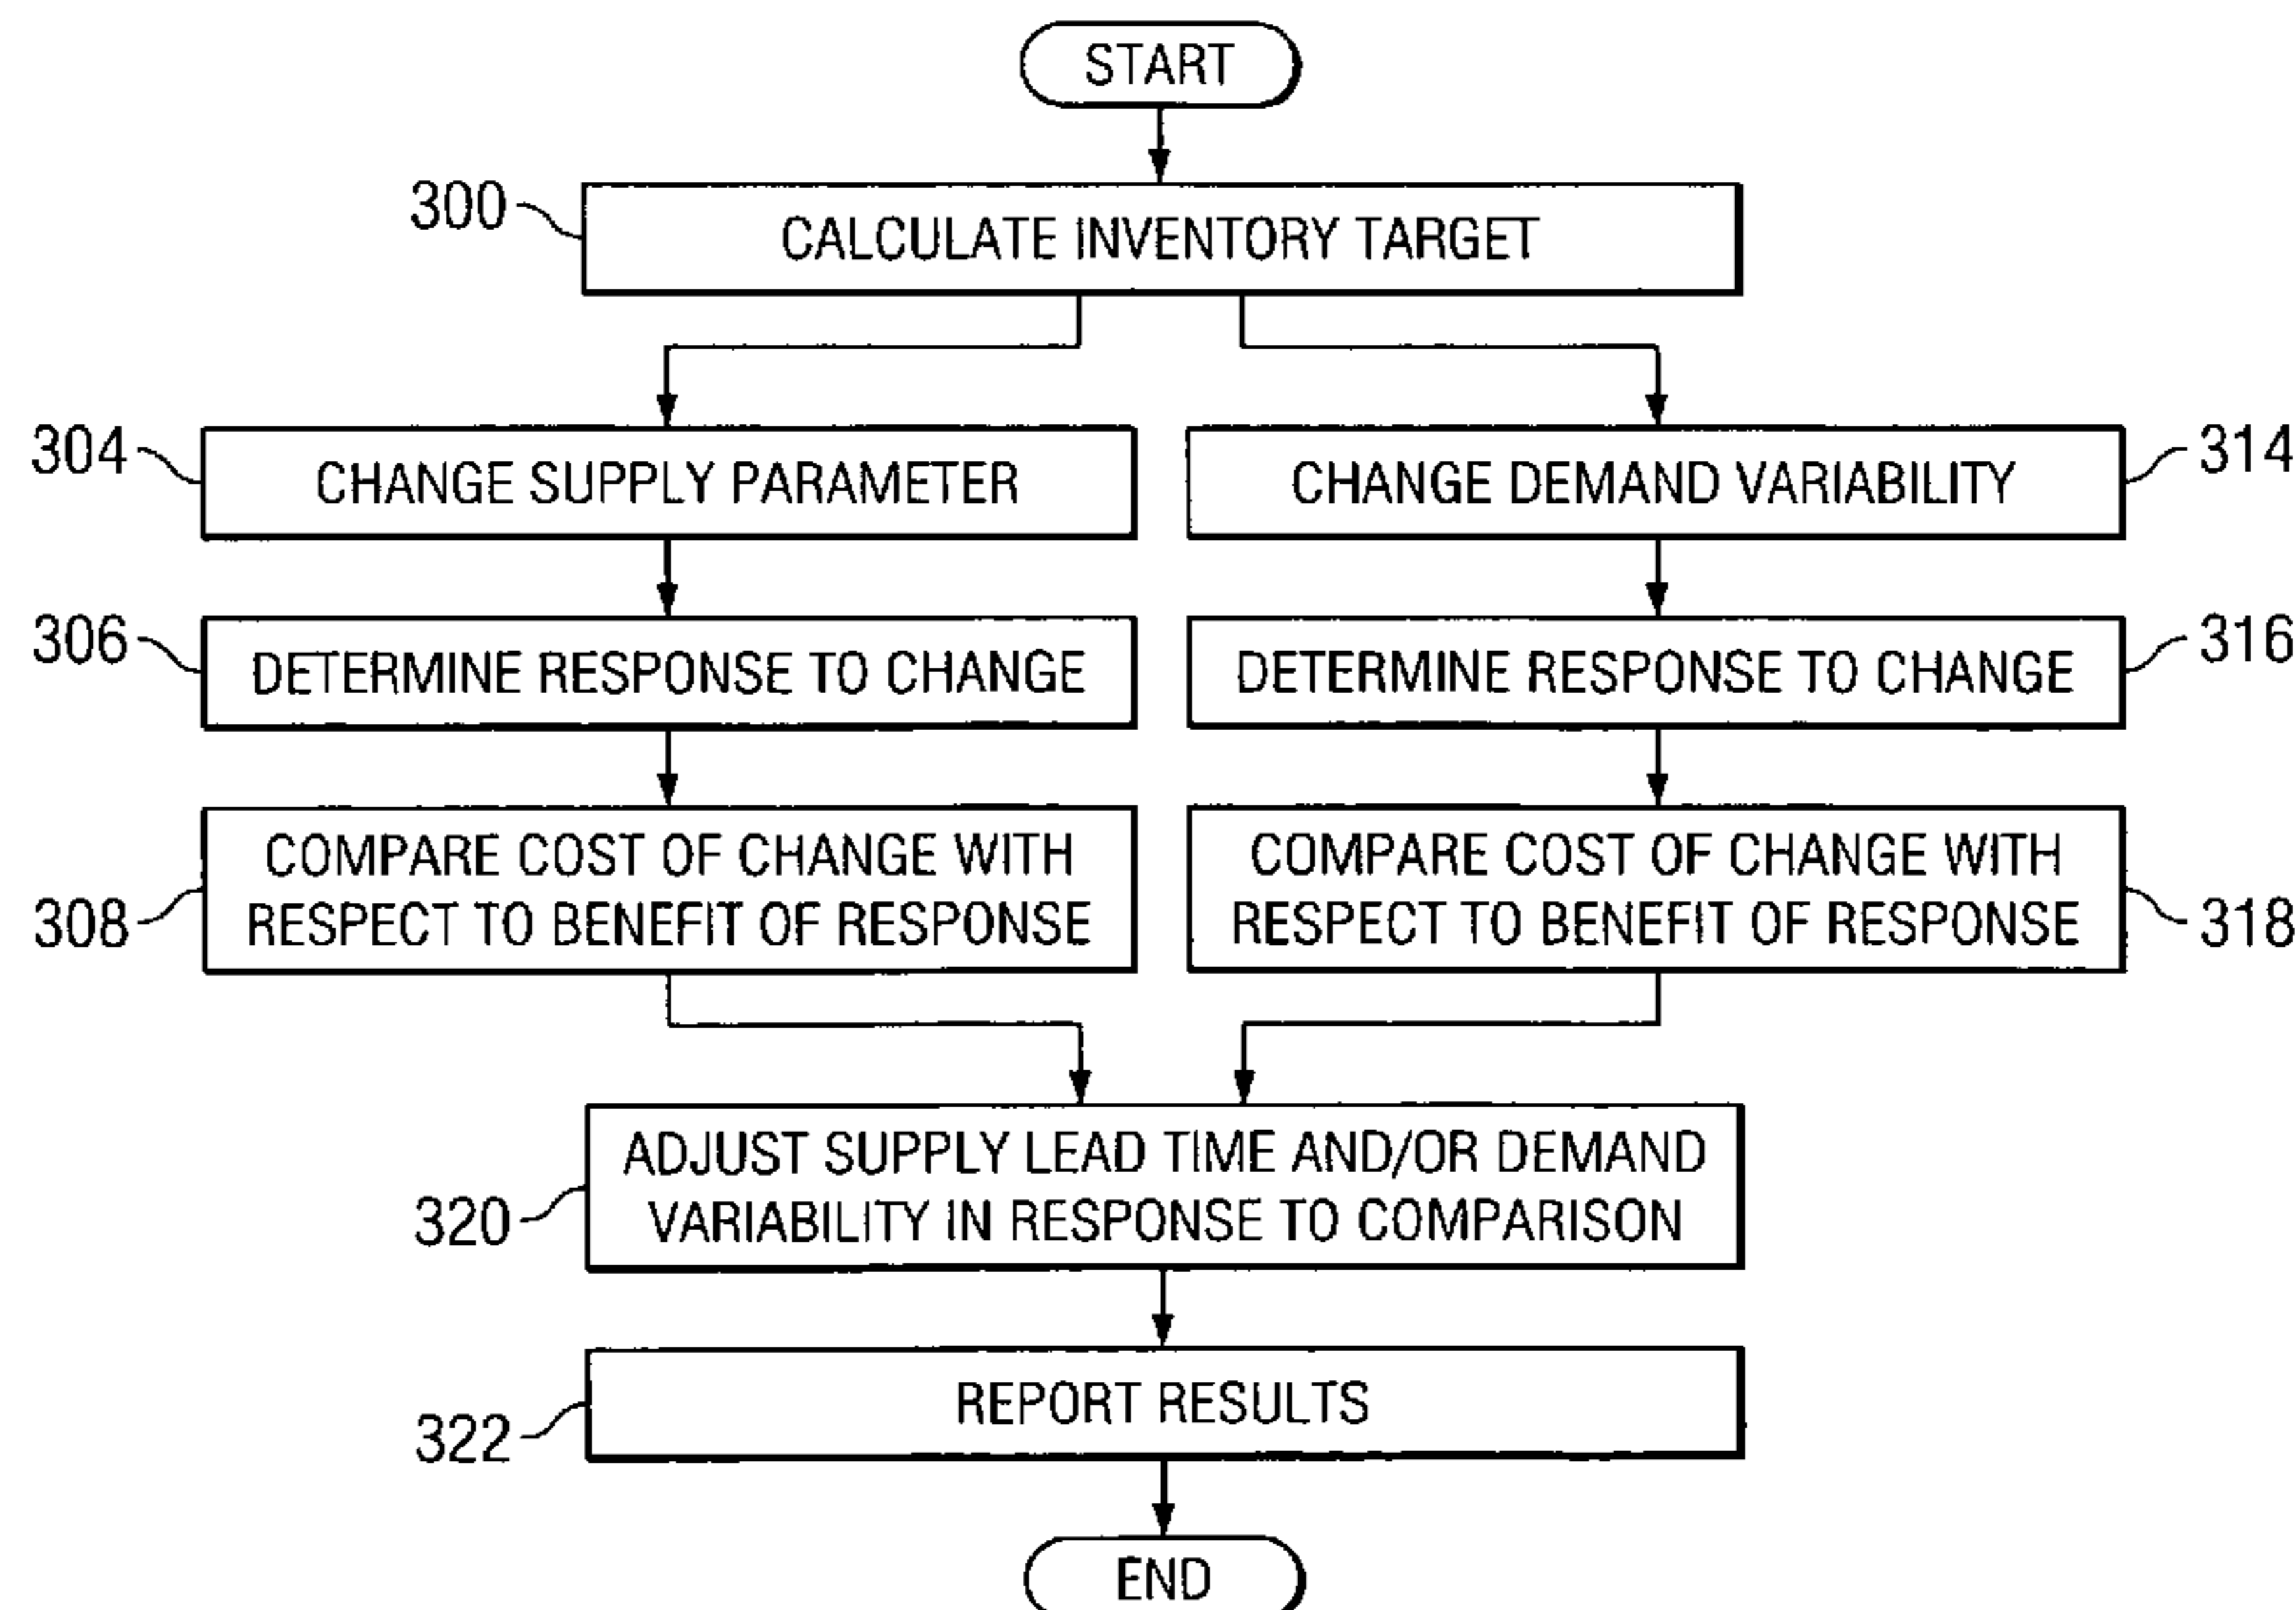 START
300
CALCULATE INVENTORY TARGET
304
CHANGE SUPPLY PARAMETER
CHANGE DEMAND VARIABILITY
314
306
DETERMINE RESPONSE TO CHANGE
DETERMINE RESPONSE TO CHANGE
316
308
COMPARE COST OF CHANGE WITH
RESPECT TO BENEFIT OF RESPONSE
COMPARE COST OF CHANGE WITH
RESPECT TO BENEFIT OF RESPONSE
318
320
ADJUST SUPPLY LEAD TIME AND/OR DEMAND
VARIABILITY IN RESPONSE TO COMPARISON
322
REPORT RESULTS
END